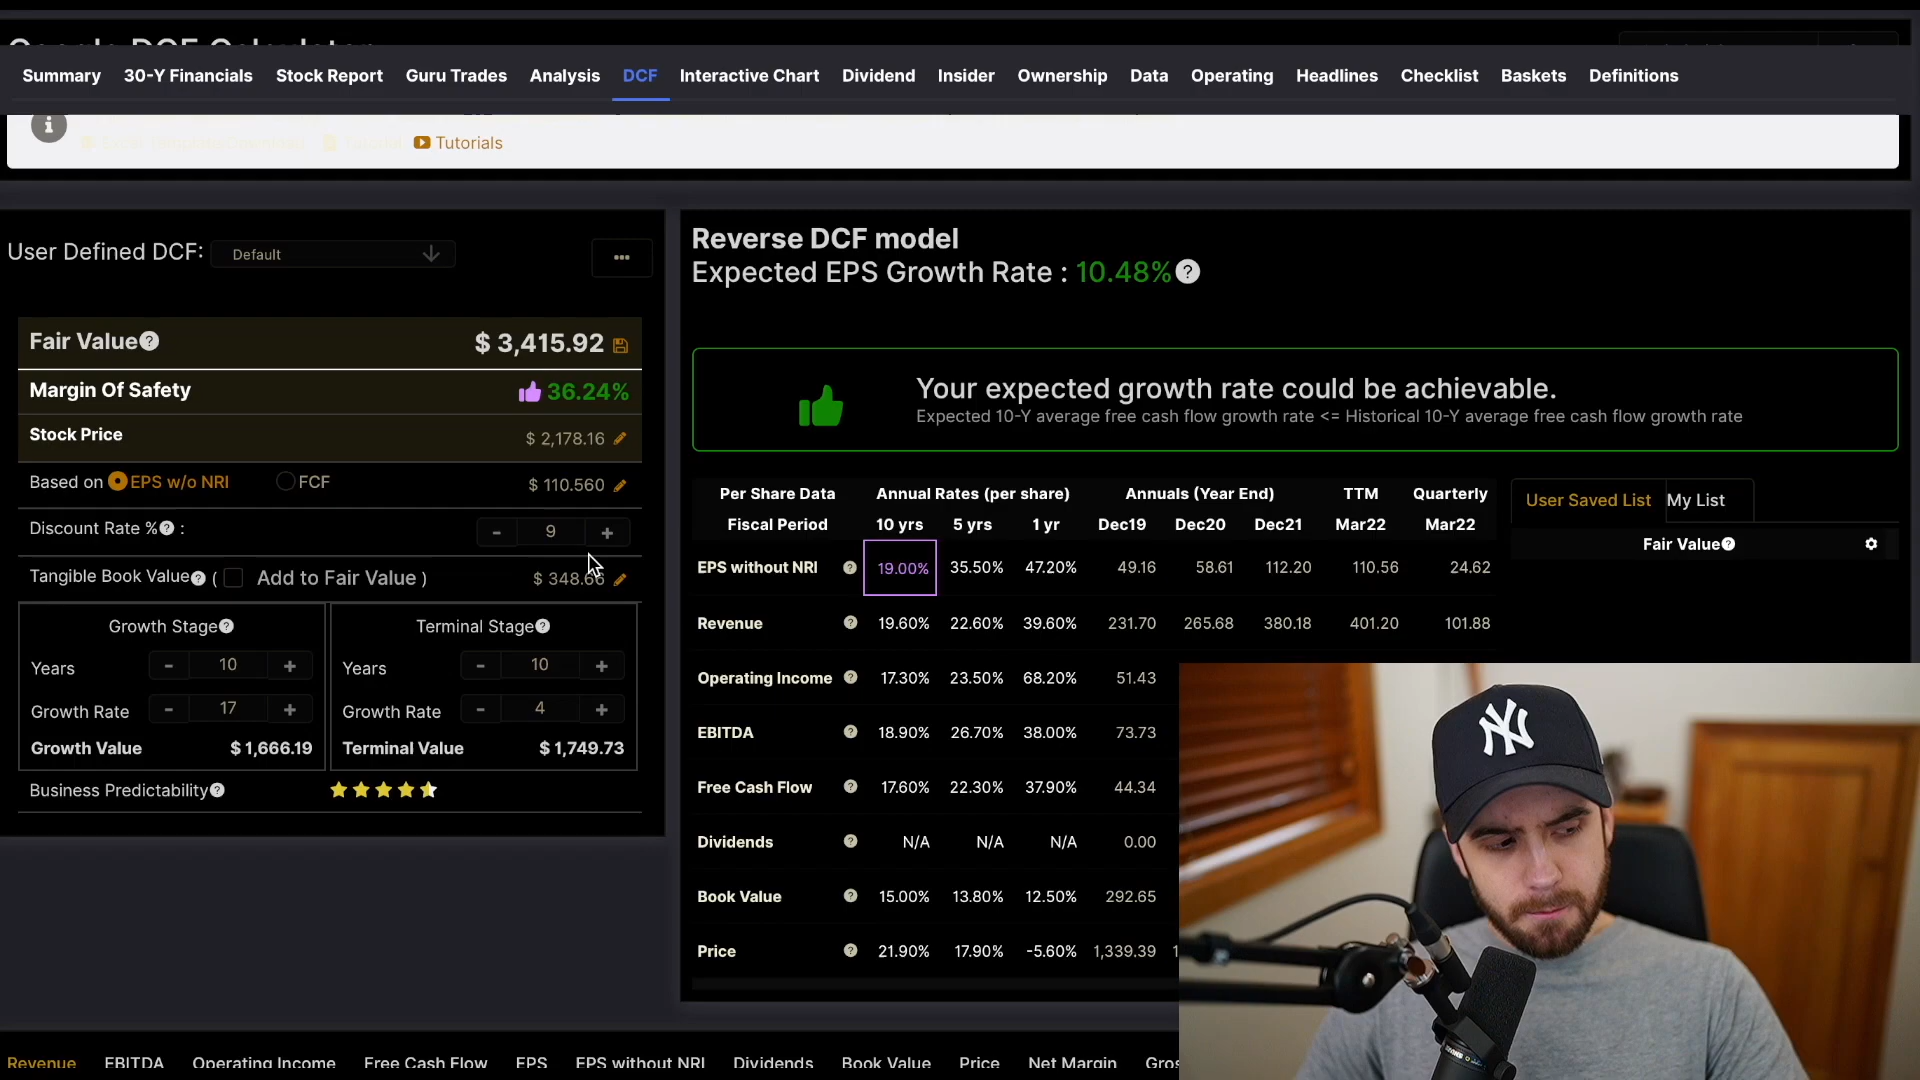 Google DCF Calculator
Summary 30-Y Financials Stock Report Guru Trades Analysis DCF Interactive Chart Dividend Insider Ownership Data Operating Headlines Checklist Baskets Definitions
Tutorials
User Defined DCF: Default
Fair Value $ 3,415.92
Margin Of Safety 36.24%
Stock Price $ 2,178.16
Based on EPS w/o NRI FCF $ 110.560
Discount Rate % : - 9 +
Tangible Book Value ( Add to Fair Value ) $ 348.66
Growth Stage Terminal Stage
Years - 10 + Years - 10 +
Growth Rate - 17 + Growth Rate - 4 +
Growth Value $ 1,666.19 Terminal Value $ 1,749.73
Business Predictability
Reverse DCF model
Expected EPS Growth Rate : 10.48%
Your expected growth rate could be achievable.
Expected 10-Y average free cash flow growth rate <= Historical 10-Y average free cash flow growth rate
Per Share Data Annual Rates (per share) Annuals (Year End) TTM Quarterly
Fiscal Period 10 yrs 5 yrs 1 yr Dec19 Dec20 Dec21 Mar22 Mar22
EPS without NRI 19.00% 35.50% 47.20% 49.16 58.61 112.20 110.56 24.62
Revenue 19.60% 22.60% 39.60% 231.70 265.68 380.18 401.20 101.88
Operating Income 17.30% 23.50% 68.20% 51.43
EBITDA 18.90% 26.70% 38.00% 73.73
Free Cash Flow 17.60% 22.30% 37.90% 44.34
Dividends N/A N/A N/A 0.00
Book Value 15.00% 13.80% 12.50% 292.65
Price 21.90% 17.90% -5.60% 1,339.39 1
User Saved List My List
Fair Value
NY
Revenue EBITDA Operating Income Free Cash Flow EPS EPS without NRI Dividends Book Value Price Net Margin Gros